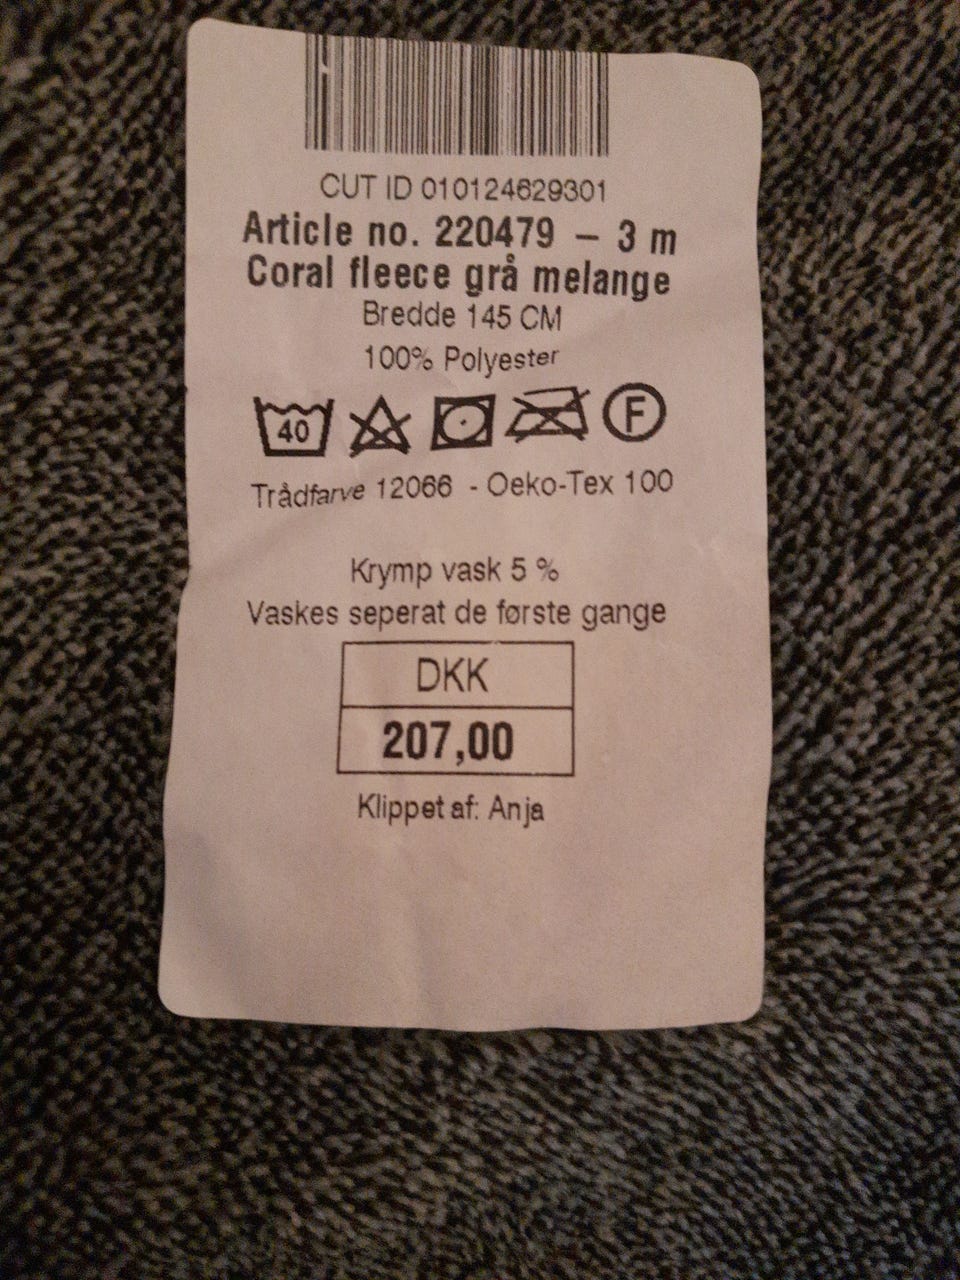 CUT ID 010124629301
Article no. 220479 – 3 m
Coral fleece grå melange
Bredde 145 CM
100% Polyester
40 F
Trådfarve 12066 - Oeko-Tex 100
Krymp vask 5 %
Vaskes seperat de første gange
DKK
207,00
Klippet af: Anja